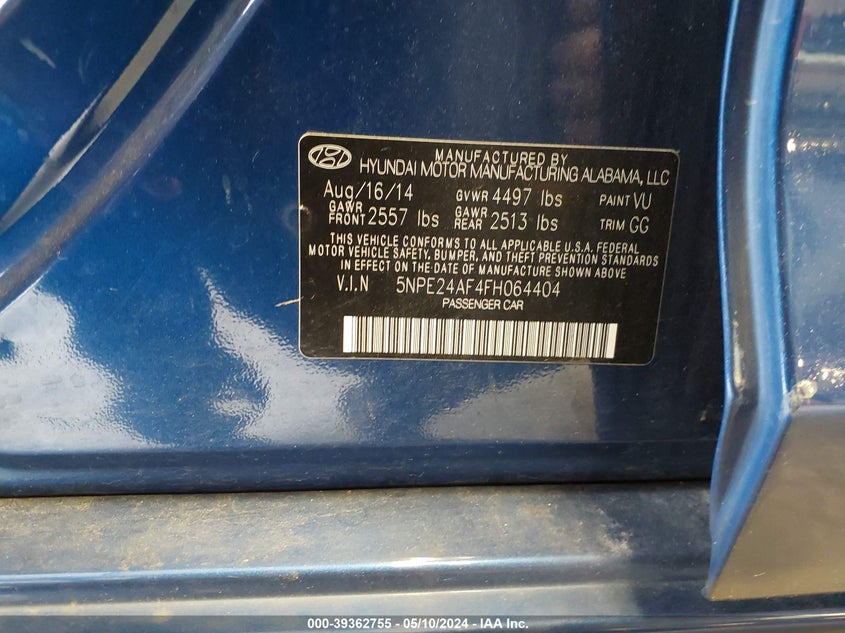 MANUFACTURED BY
HYUNDAI MOTOR MANUFACTURING ALABAMA, LLC
Aug/16/14 GVWR 4497 lbs PAINT VU
GAWR FRONT 2557 lbs GAWR REAR 2513 lbs TRIM GG
THIS VEHICLE CONFORMS TO ALL APPLICABLE U.S.A. FEDERAL
MOTOR VEHICLE SAFETY, BUMPER, AND THEFT PREVENTION STANDARDS
IN EFFECT ON THE DATE OF MANUFACTURE SHOWN ABOVE
V.I.N 5NPE24AF4FH064404
PASSENGER CAR
000-39362755 - 05/10/2024 - IAA Inc.